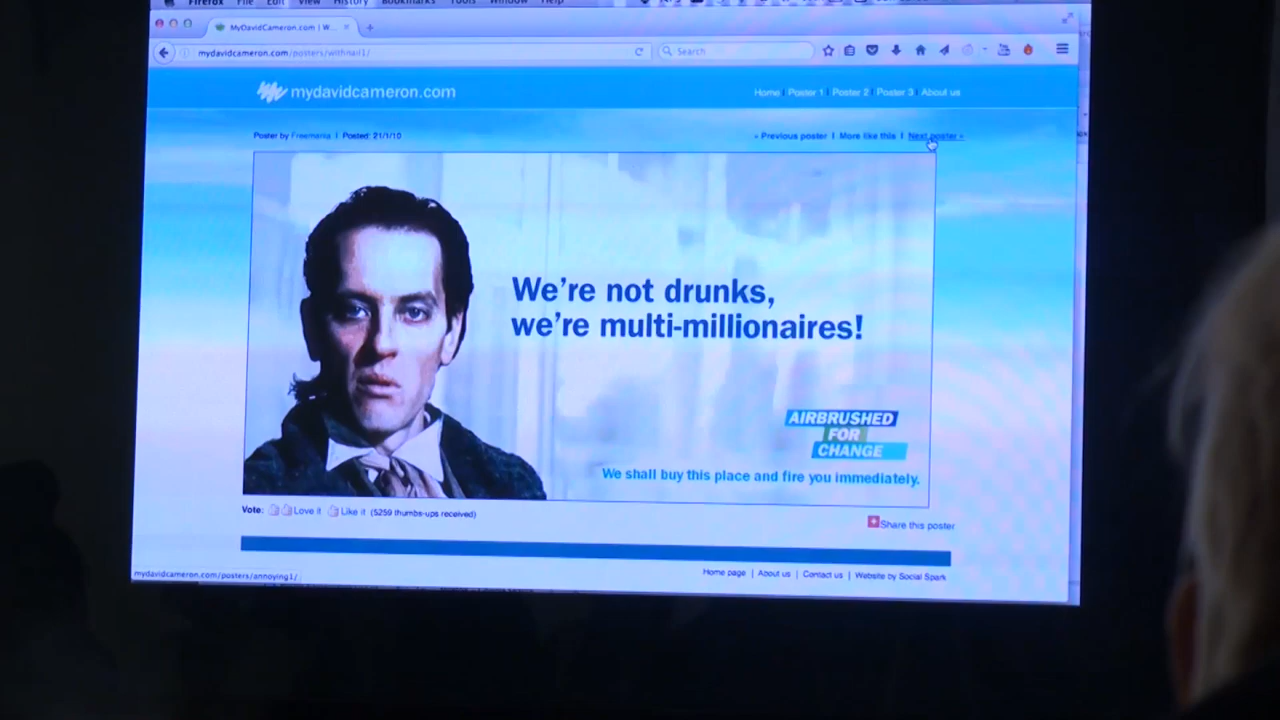 Firefox File Edit View History Bookmarks Tools Window Help
MyDavidCameron.com | W...
mydavidcameron.com/posters/withnail1/
Search
mydavidcameron.com
Home | Poster 1 | Poster 2 | Poster 3 | About us
Poster by Freemania | Posted: 21/1/10
« Previous poster | More like this | Next poster »
We're not drunks,
we're multi-millionaires!
AIRBRUSHED
FOR
CHANGE
We shall buy this place and fire you immediately.
Vote: Love it Like it (5259 thumbs-ups received)
Share this poster
Home page | About us | Contact us | Website by Social Spark
mydavidcameron.com/posters/annoying1/